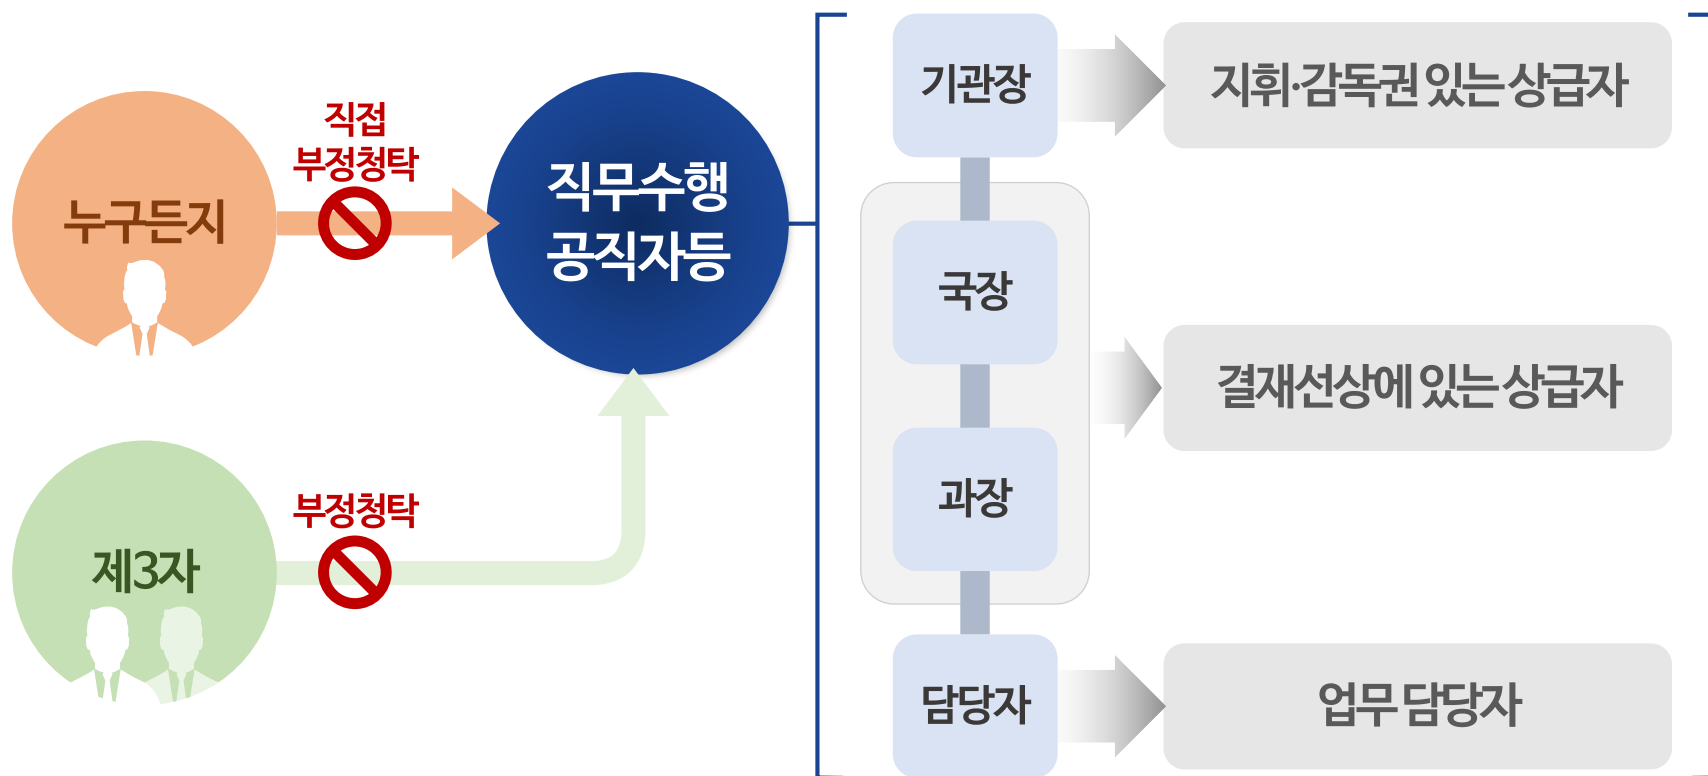 누구든지
직접
부정청탁
직무수행
공직자등
제3자
부정청탁
기관장
지휘·감독권 있는 상급자
국장
과장
결재선상에 있는 상급자
담당자
업무 담당자